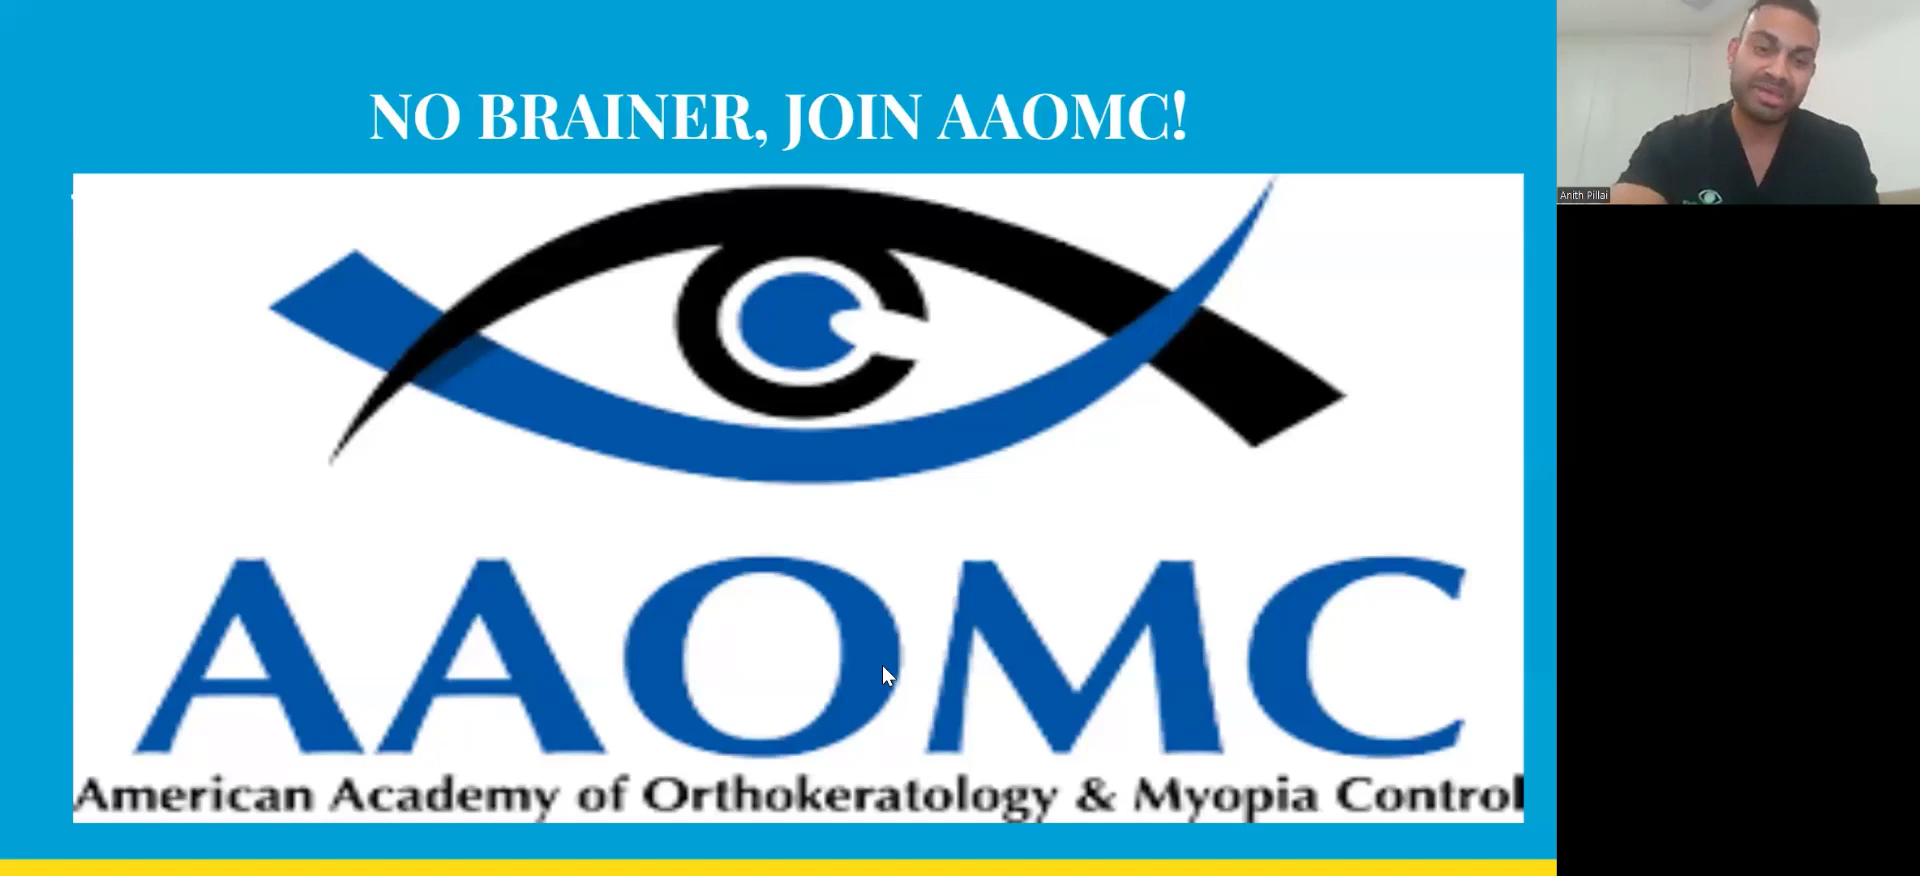 NO BRAINER, JOIN AAOMC!
Anith Pillai
AAOMC
American Academy of Orthokeratology & Myopia Control